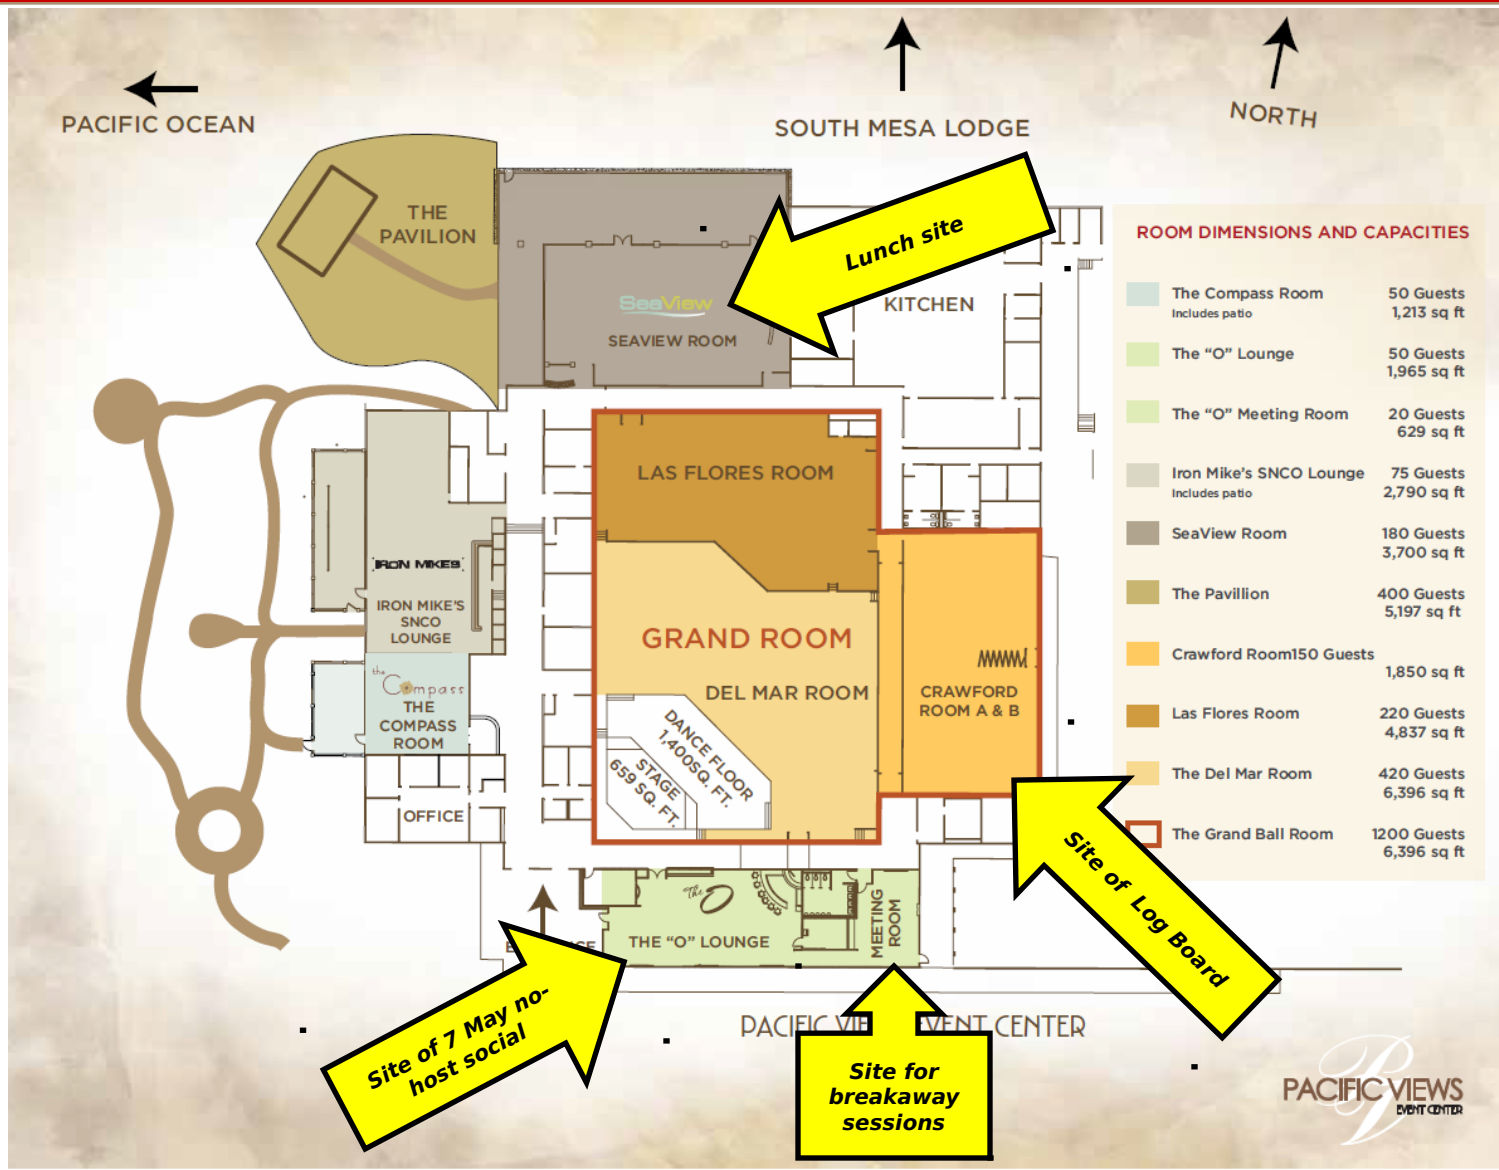 PACIFIC OCEAN
SOUTH MESA LODGE
NORTH
THE
PAVILION
Lunch site
SeaView
SEAVIEW ROOM
KITCHEN
ROOM DIMENSIONS AND CAPACITIES
The Compass Room 50 Guests
Includes patio 1,213 sq ft
The “O” Lounge 50 Guests
1,965 sq ft
The “O” Meeting Room 20 Guests
629 sq ft
Iron Mike's SNCO Lounge 75 Guests
Includes patio 2,790 sq ft
SeaView Room 180 Guests
3,700 sq ft
The Pavillion 400 Guests
5,197 sq ft
Crawford Room150 Guests
1,850 sq ft
Las Flores Room 220 Guests
4,837 sq ft
The Del Mar Room 420 Guests
6,396 sq ft
The Grand Ball Room 1200 Guests
6,396 sq ft
LAS FLORES ROOM
IRON MIKES
IRON MIKE'S
SNCO
LOUNGE
GRAND ROOM
DEL MAR ROOM
CRAWFORD
ROOM A & B
the
Compass
THE
COMPASS
ROOM
DANCE FLOOR
1,400SQ. FT.
STAGE
659 SQ. FT.
OFFICE
Site of Log Board
The O
THE “O” LOUNGE
MEETING
ROOM
Site of 7 May no-
host social
PACIFIC VIE EVENT CENTER
Site for
breakaway
sessions
PACIFIC VIEWS
EVENT CENTER